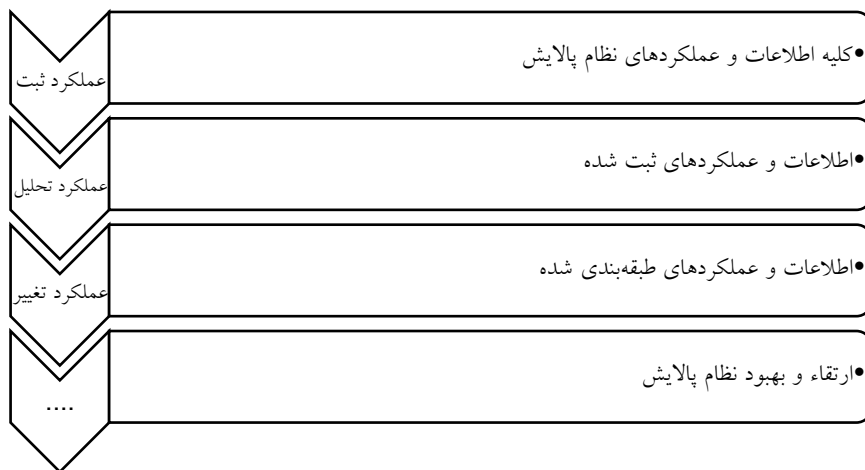 •کلیه اطلاعات و عملکردهای نظام پالایش
عملکرد ثبت
•اطلاعات و عملکردهای ثبت شده
عملکرد تحلیل
•اطلاعات و عملکردهای طبقه‌بندی شده
عملکرد تغییر
•ارتقاء و بهبود نظام پالایش
....